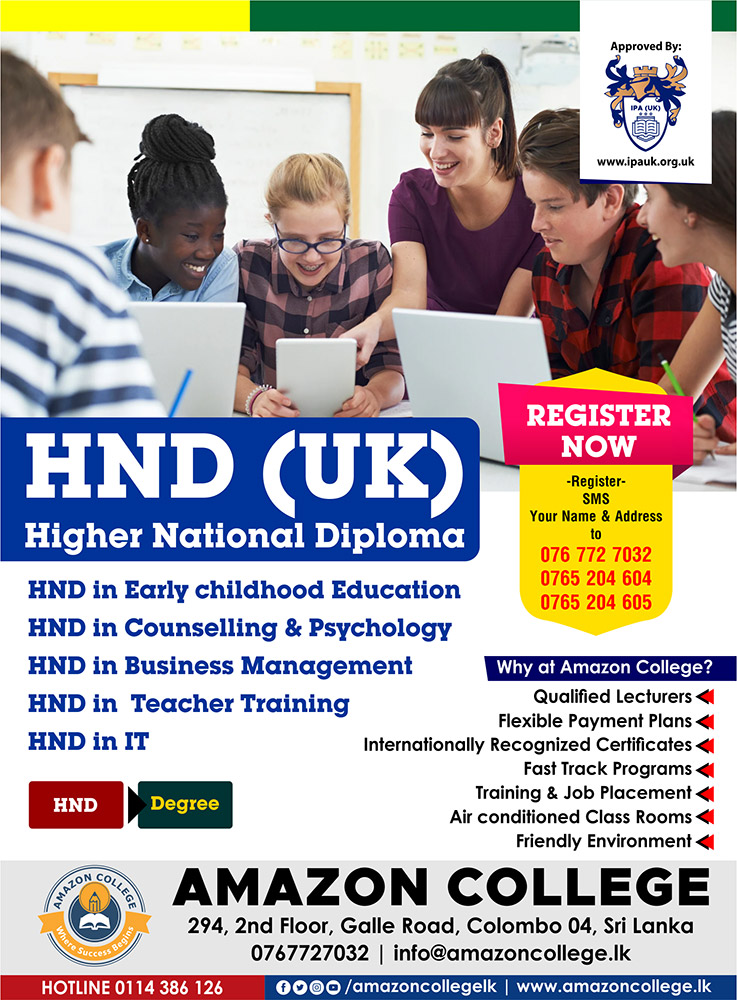 Approved By:
IPA (UK)
www.ipauk.org.uk
REGISTER
NOW
-Register-
SMS
Your Name & Address
to
076 772 7032
0765 204 604
0765 204 605
HND (UK)
Higher National Diploma
HND in Early childhood Education
HND in Counselling & Psychology
HND in Business Management
HND in Teacher Training
HND in IT
HND
Degree
Why at Amazon College?
Qualified Lecturers
Flexible Payment Plans
Internationally Recognized Certificates
Fast Track Programs
Training & Job Placement
Air conditioned Class Rooms
Friendly Environment
AMAZON COLLEGE
Where Success Begins
AMAZON COLLEGE
294, 2nd Floor, Galle Road, Colombo 04, Sri Lanka
0767727032 | info@amazoncollege.lk
HOTLINE 0114 386 126
/amazoncollegelk | www.amazoncollege.lk